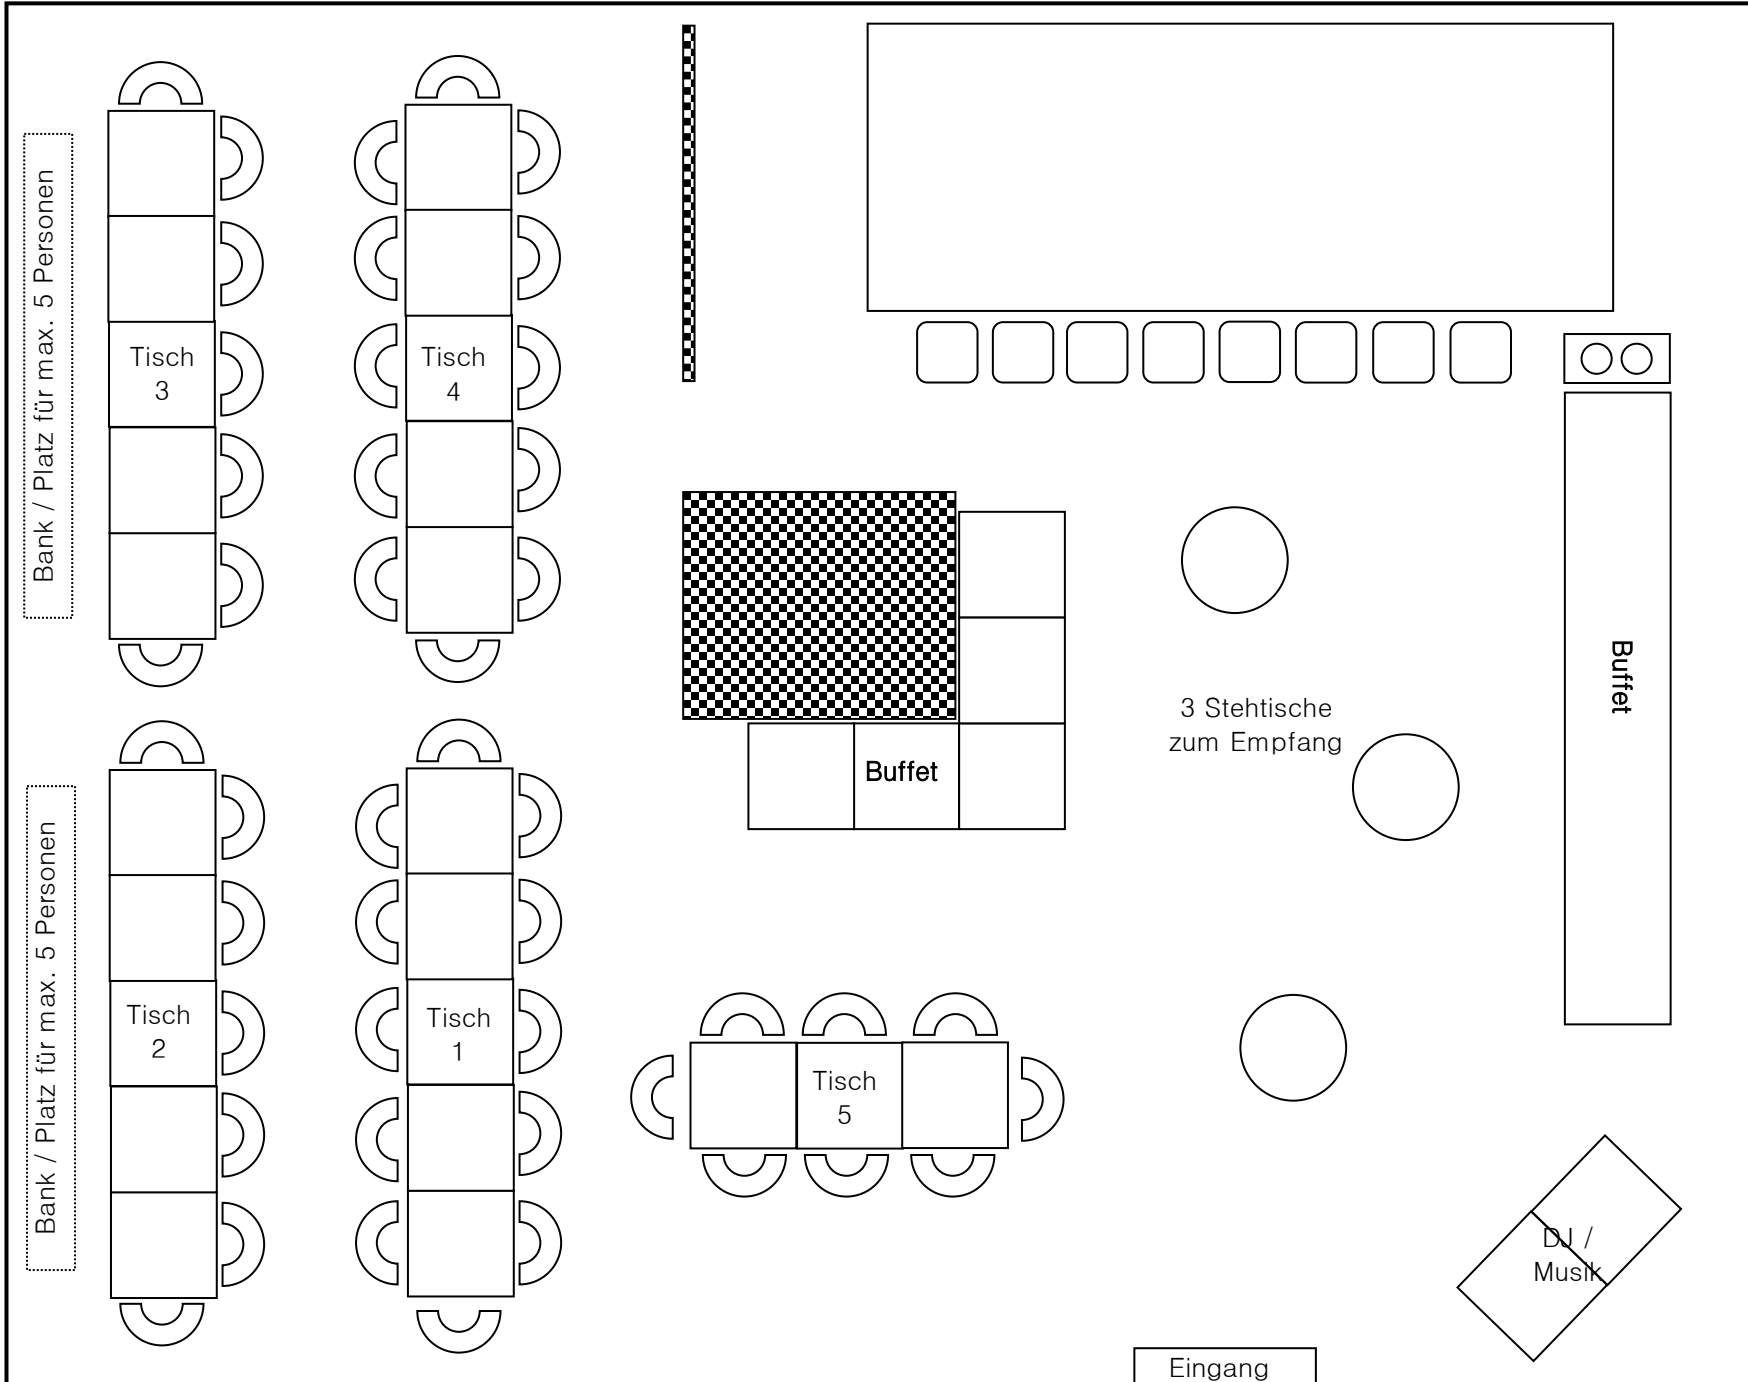 Bank / Platz für max. 5 Personen
Tisch
3
Tisch
4
Buffet
3 Stehtische
zum Empfang
Buffet
Bank / Platz für max. 5 Personen
Tisch
2
Tisch
1
Tisch
5
DJ /
Musik
Eingang